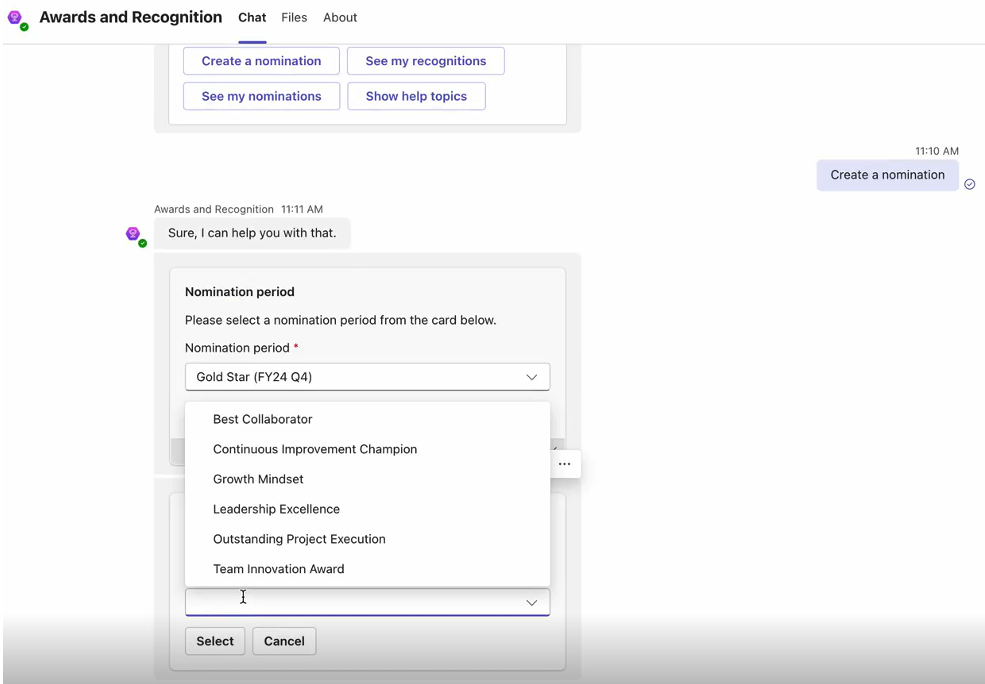 Awards and Recognition Chat Files About
Create a nomination See my recognitions
See my nominations Show help topics
11:10 AM
Create a nomination
Awards and Recognition 11:11 AM
Sure, I can help you with that.
Nomination period
Please select a nomination period from the card below.
Nomination period *
Gold Star (FY24 Q4)
Best Collaborator
Continuous Improvement Champion
Growth Mindset
Leadership Excellence
Outstanding Project Execution
Team Innovation Award
Select Cancel